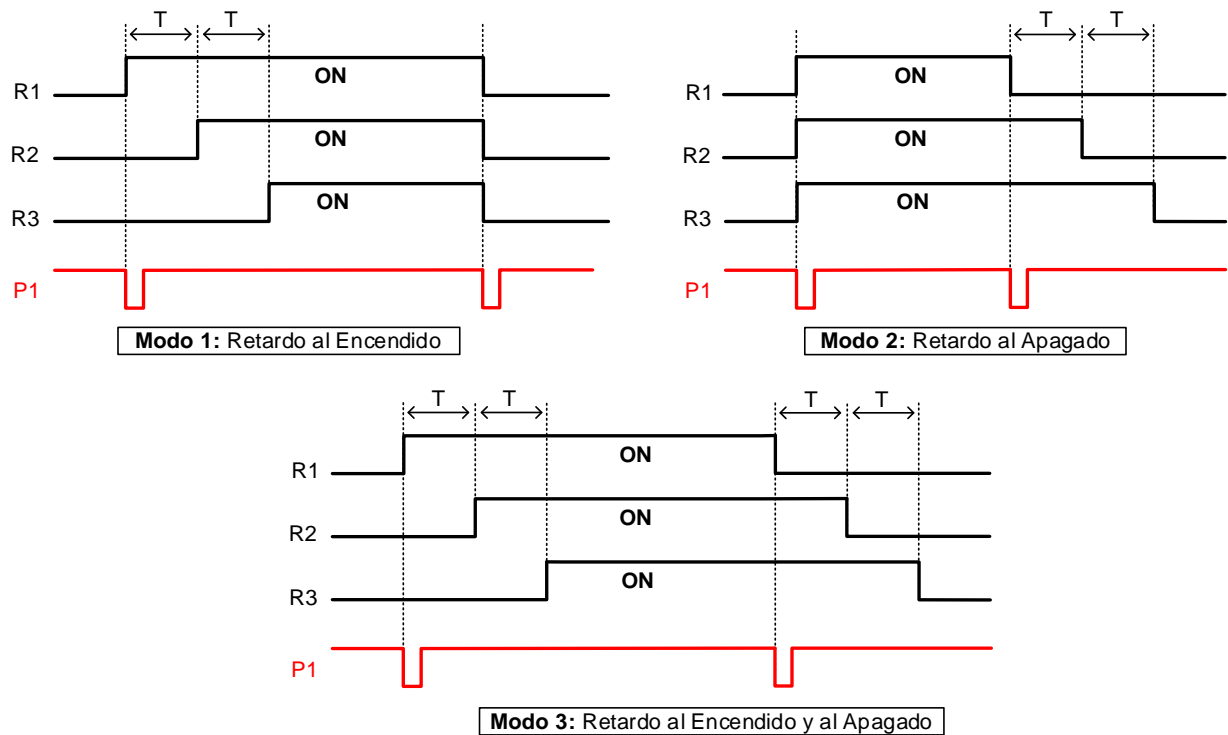 T T
R1 ON
R2 ON
R3 ON
P1
Modo 1: Retardo al Encendido
T T
R1 ON
R2 ON
R3 ON
P1
Modo 2: Retardo al Apagado
T T T T
R1 ON
R2 ON
R3 ON
P1
Modo 3: Retardo al Encendido y al Apagado